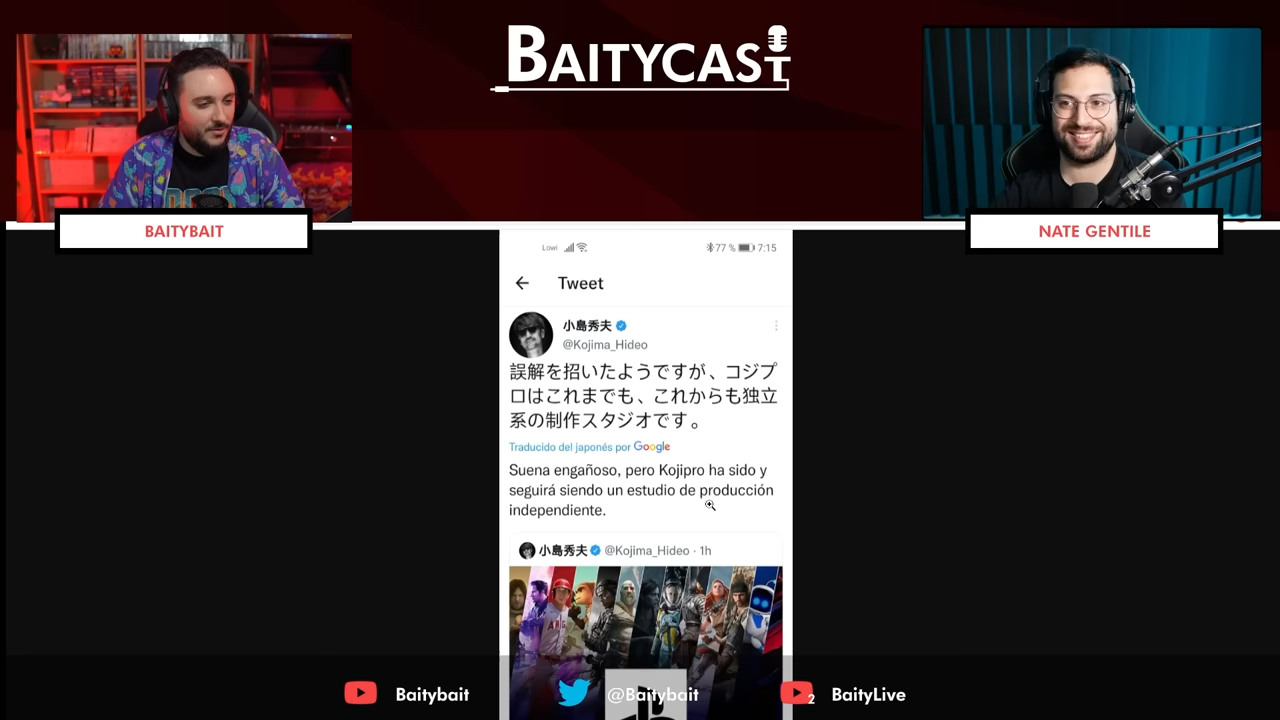 BAITYCAST
BAITYBAIT
NATE GENTILE
Lowi
77 % 7:15
Tweet
小島秀夫
@Kojima_Hideo
誤解を招いたようですが、コジプ
ロはこれまでも、これからも独立
系の制作スタジオです。
Traducido del japonés por Google
Suena engañoso, pero Kojipro ha sido y
seguirá siendo un estudio de producción
independiente.
小島秀夫 @Kojima_Hideo · 1h
Baitybait
@Baitybait
2 BaityLive